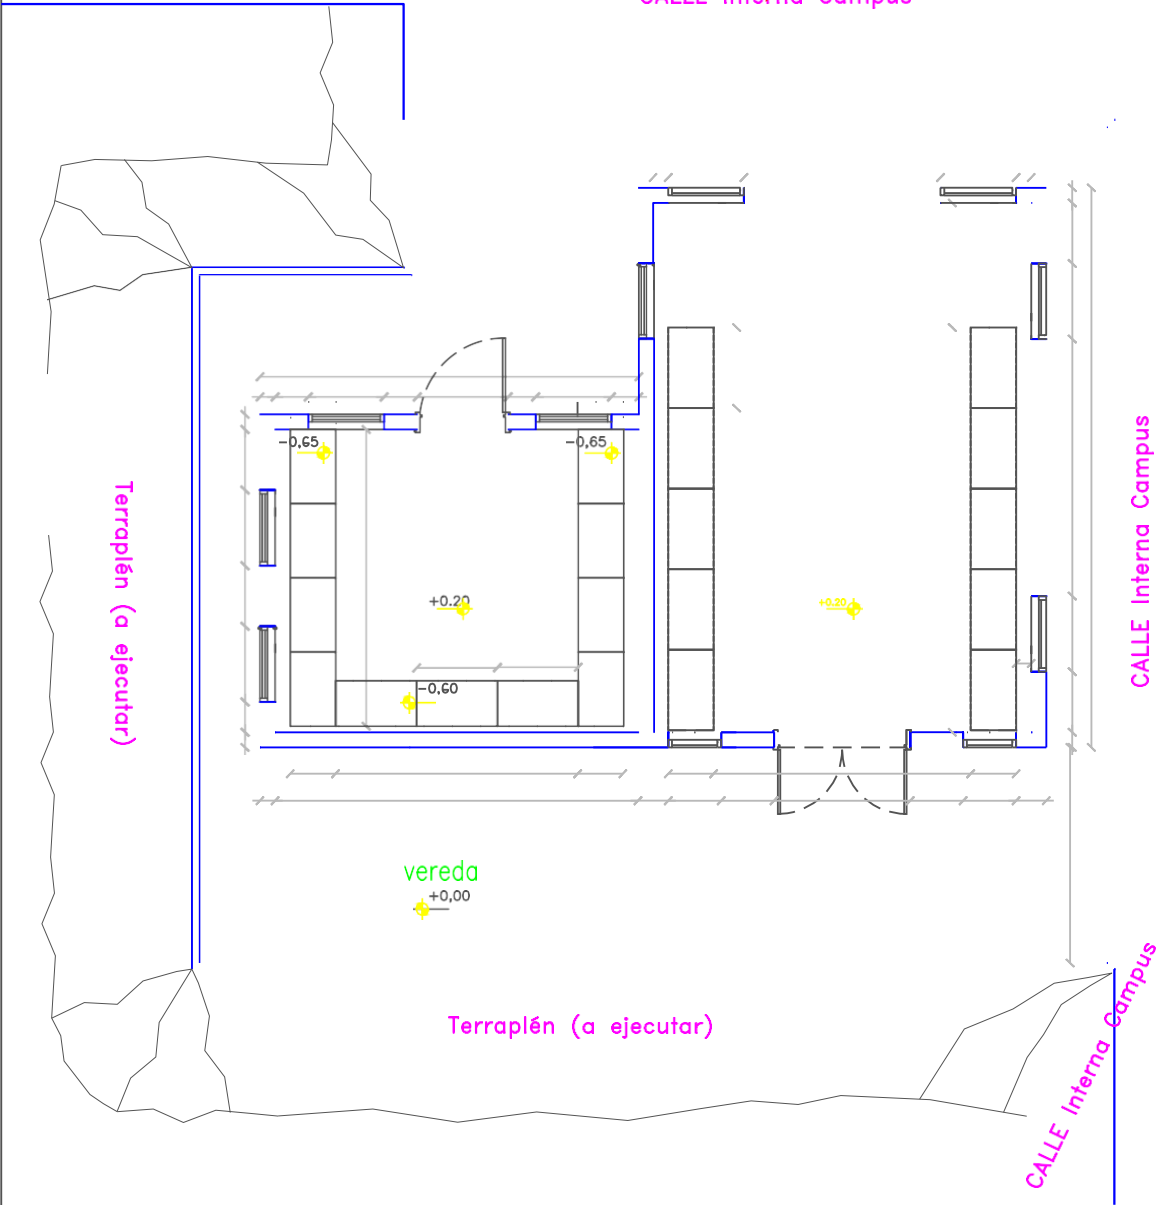 CALLE Interna Campus
-0,65
-0,65
CALLE Interna Campus
Terraplén (a ejecutar)
+0.20
+0.20
-0,60
vereda
+0,00
Terraplén (a ejecutar)
CALLE Interna Campus